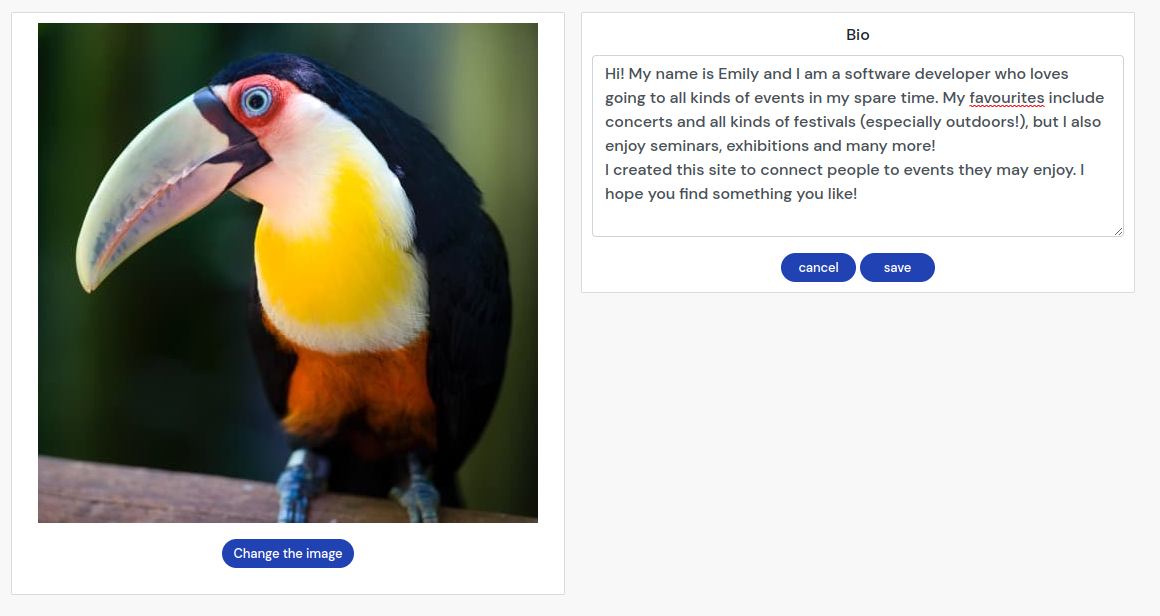 Bio
Hi! My name is Emily and I am a software developer who loves
going to all kinds of events in my spare time. My favourites include
concerts and all kinds of festivals (especially outdoors!), but I also
enjoy seminars, exhibitions and many more!
I created this site to connect people to events they may enjoy. I
hope you find something you like!
cancel save
Change the image